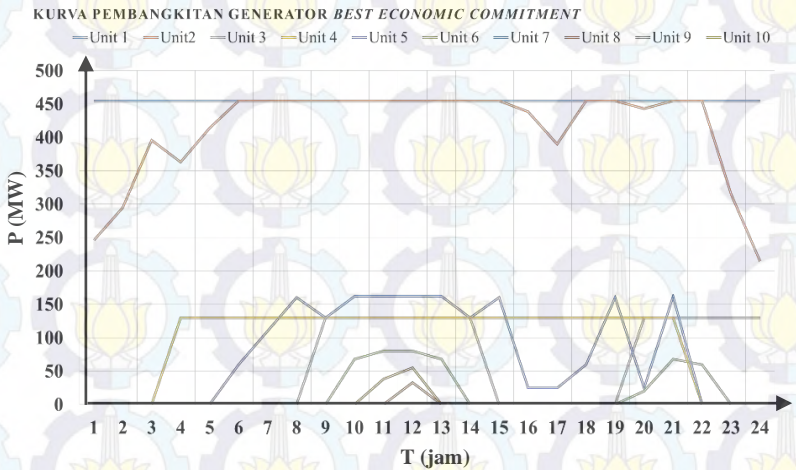 KURVA PEMBANGKITAN GENERATOR BEST ECONOMIC COMMITMENT
Unit 1 Unit2 Unit 3 Unit 4 Unit 5 Unit 6 Unit 7 Unit 8 Unit 9 Unit 10
500
450
400
350
300
250
200
150
100
50
0
P (MW)
1 2 3 4 5 6 7 8 9 10 11 12 13 14 15 16 17 18 19 20 21 22 23 24
T (jam)